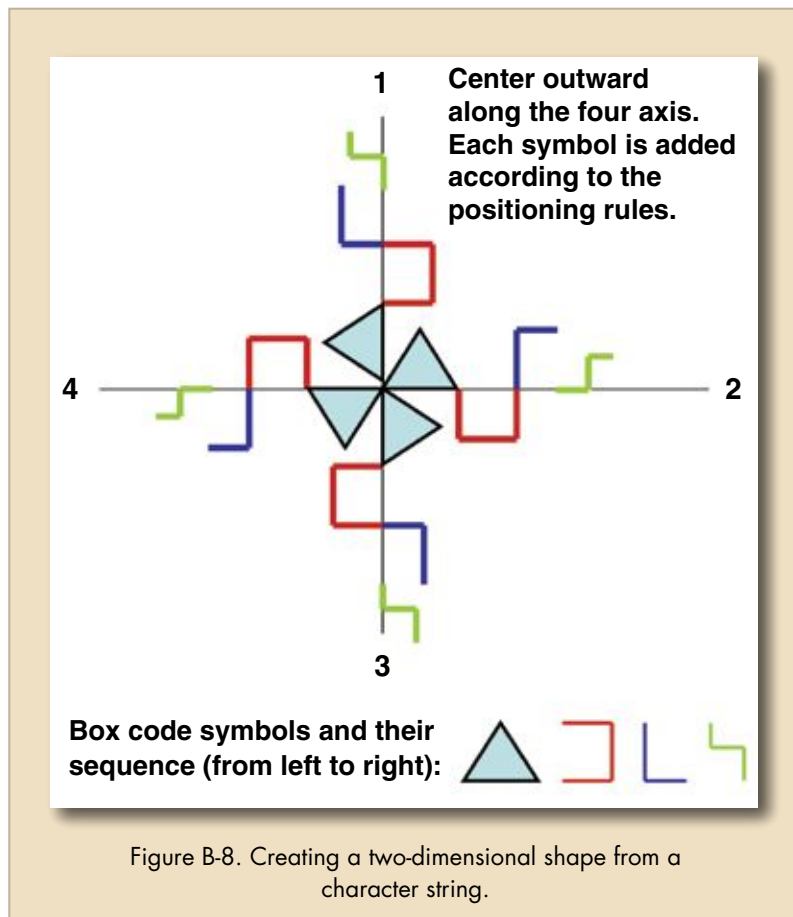 1
Center outward
along the four axis.
Each symbol is added
according to the
positioning rules.
4
2
3
Box code symbols and their
sequence (from left to right):
Figure B-8. Creating a two-dimensional shape from a
character string.